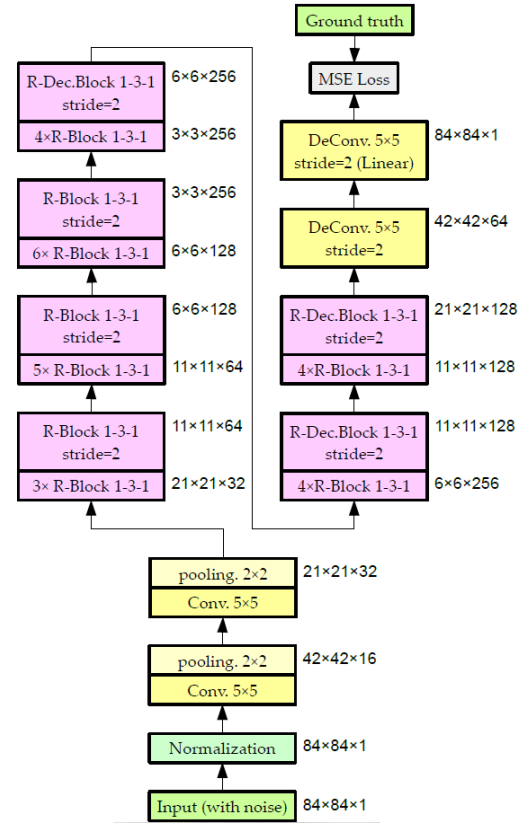 Ground truth
MSE Loss
R-Dec.Block 1-3-1
stride=2
6×6×256
4×R-Block 1-3-1
3×3×256
R-Block 1-3-1
stride=2
3×3×256
6× R-Block 1-3-1
6×6×128
R-Block 1-3-1
stride=2
6×6×128
5× R-Block 1-3-1
11×11×64
R-Block 1-3-1
stride=2
11×11×64
3× R-Block 1-3-1
21×21×32
DeConv. 5×5
stride=2 (Linear)
84×84×1
DeConv. 5×5
stride=2
42×42×64
R-Dec.Block 1-3-1
stride=2
21×21×128
4×R-Block 1-3-1
11×11×128
R-Dec.Block 1-3-1
stride=2
11×11×128
4×R-Block 1-3-1
6×6×256
pooling. 2×2
21×21×32
Conv. 5×5
pooling. 2×2
42×42×16
Conv. 5×5
Normalization
84×84×1
Input (with noise)
84×84×1